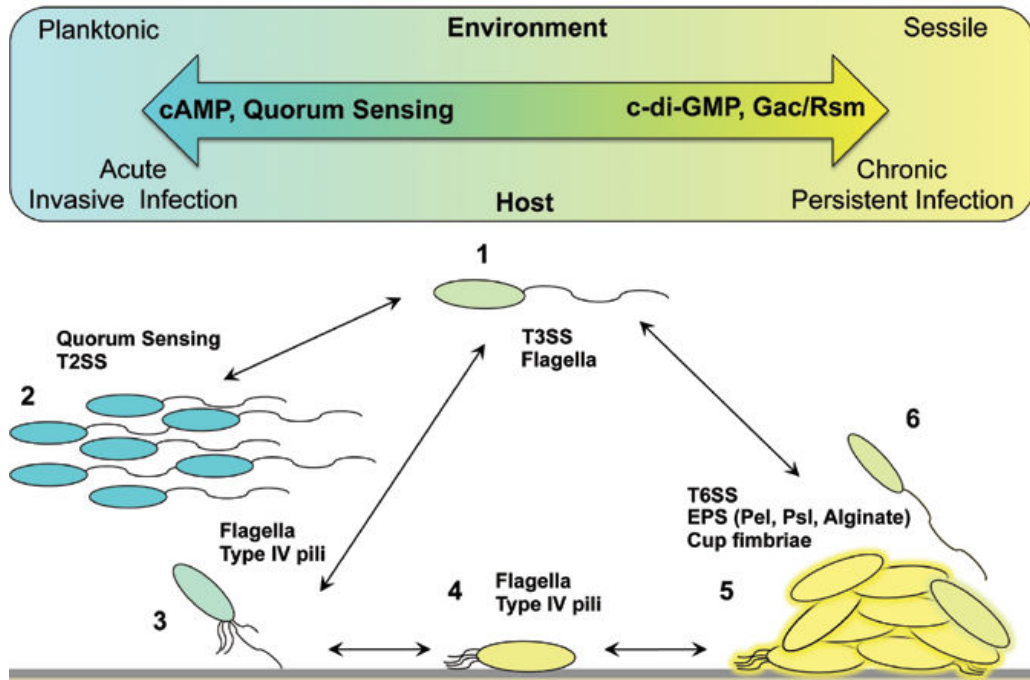 Planktonic
Environment
Sessile
cAMP, Quorum Sensing
c-di-GMP, Gac/Rsm
Acute
Invasive Infection
Host
Chronic
Persistent Infection
1
T3SS
Flagella
Quorum Sensing
T2SS
2
6
T6SS
EPS (Pel, Psl, Alginate)
Cup fimbriae
Flagella
Type IV pili
3
4
Flagella
Type IV pili
5